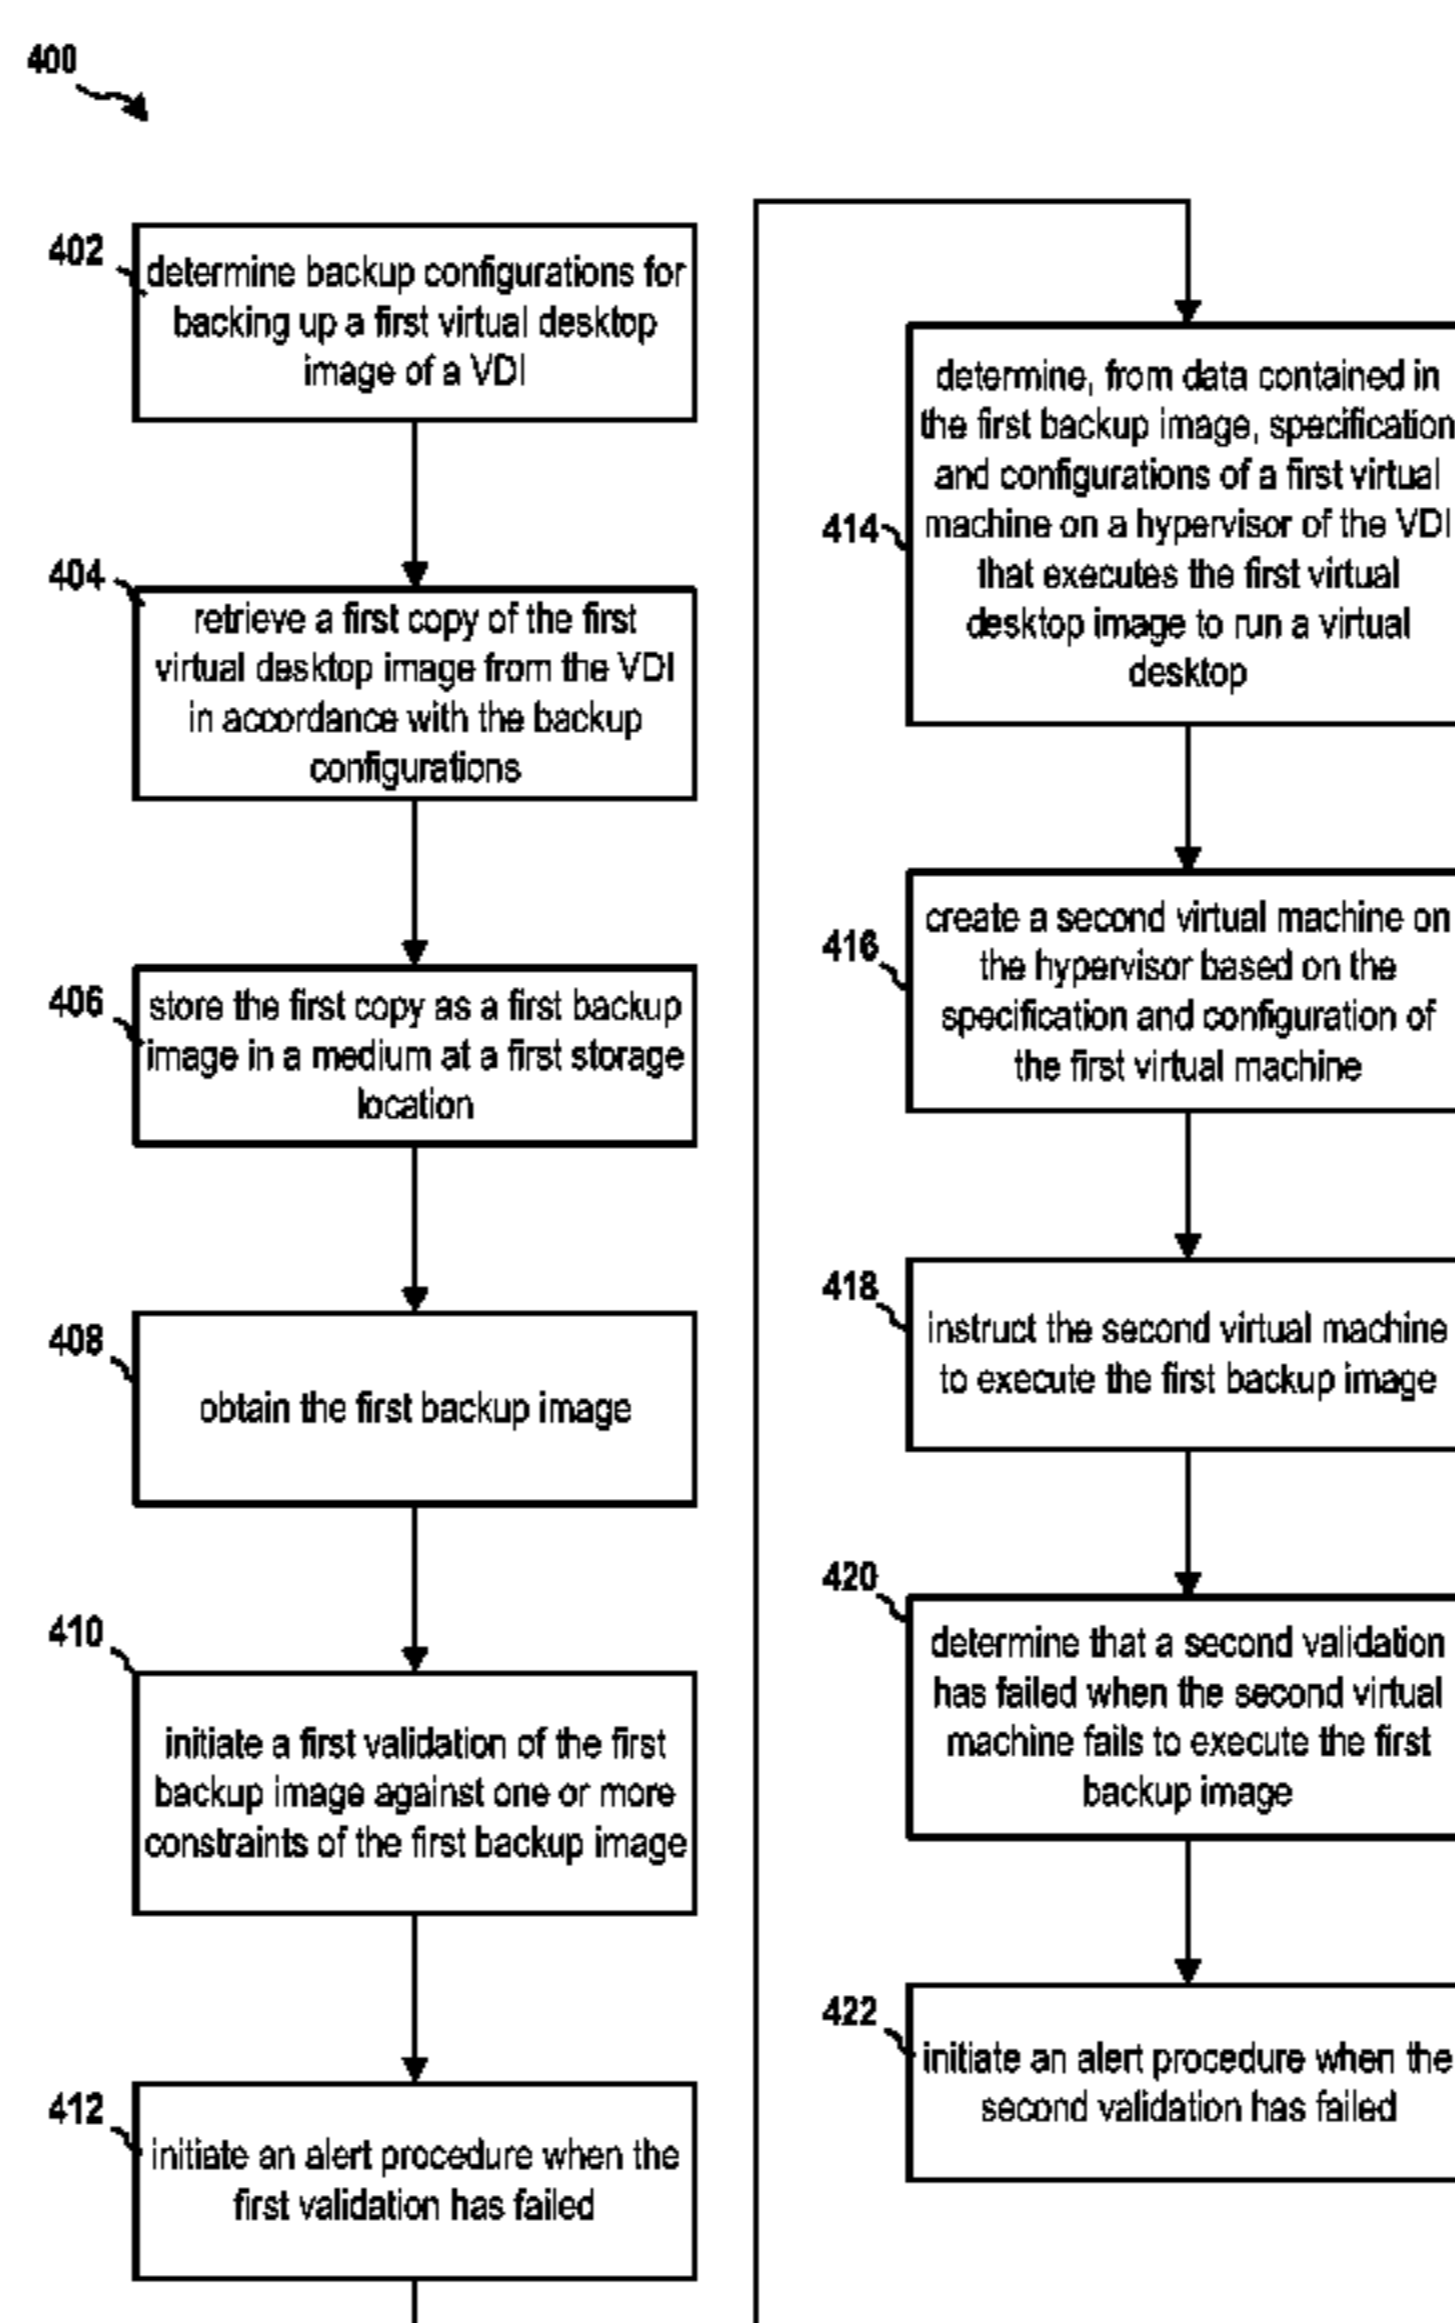 400
402
determine backup configurations for
backing up a first virtual desktop
image of a VDI
404
retrieve a first copy of the first
virtual desktop image from the VDI
in accordance with the backup
configurations
406
store the first copy as a first backup
image in a medium at a first storage
location
408
obtain the first backup image
410
initiate a first validation of the first
backup image against one or more
constraints of the first backup image
412
initiate an alert procedure when the
first validation has failed
414
determine, from data contained in
the first backup image, specification
and configurations of a first virtual
machine on a hypervisor of the VDI
that executes the first virtual
desktop image to run a virtual
desktop
416
create a second virtual machine on
the hypervisor based on the
specification and configuration of
the first virtual machine
418
instruct the second virtual machine
to execute the first backup image
420
determine that a second validation
has failed when the second virtual
machine fails to execute the first
backup image
422
initiate an alert procedure when the
second validation has failed